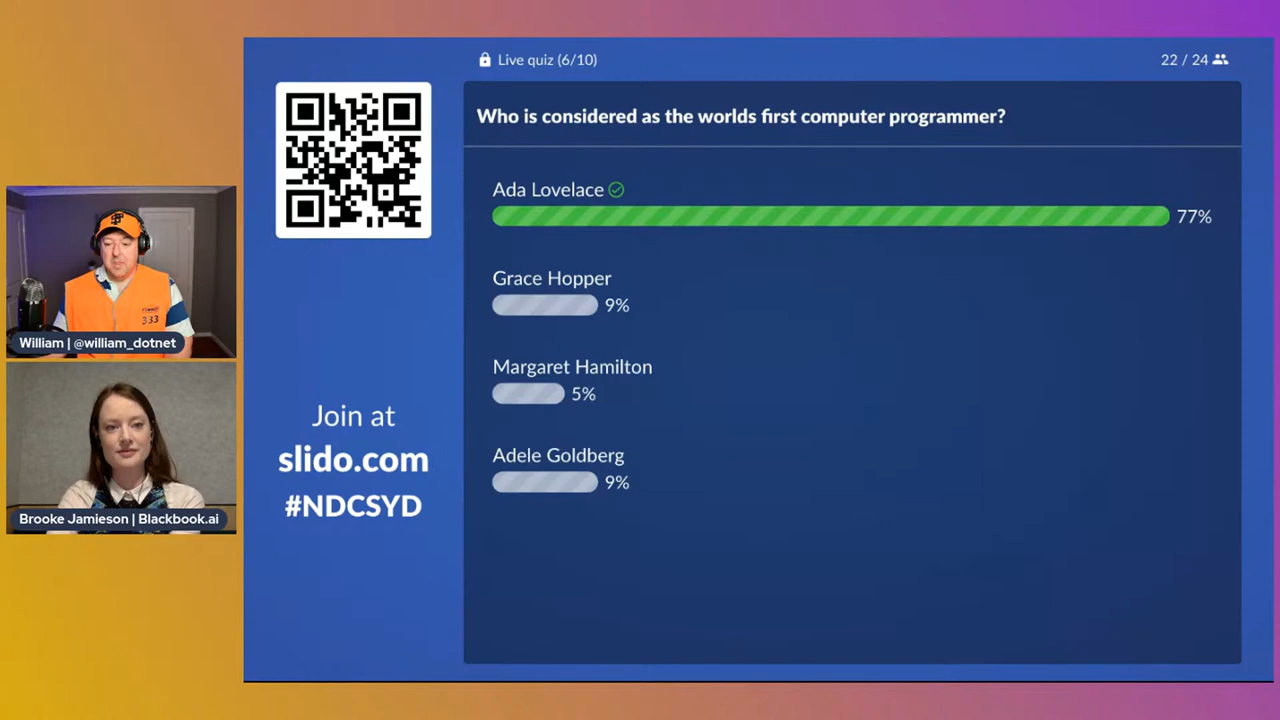 Live quiz (6/10)
22 / 24
Who is considered as the worlds first computer programmer?
Ada Lovelace
77%
Grace Hopper
9%
Margaret Hamilton
5%
Adele Goldberg
9%
Join at
slido.com
#NDCSYD
333
William | @william_dotnet
Brooke Jamieson | Blackbook.ai